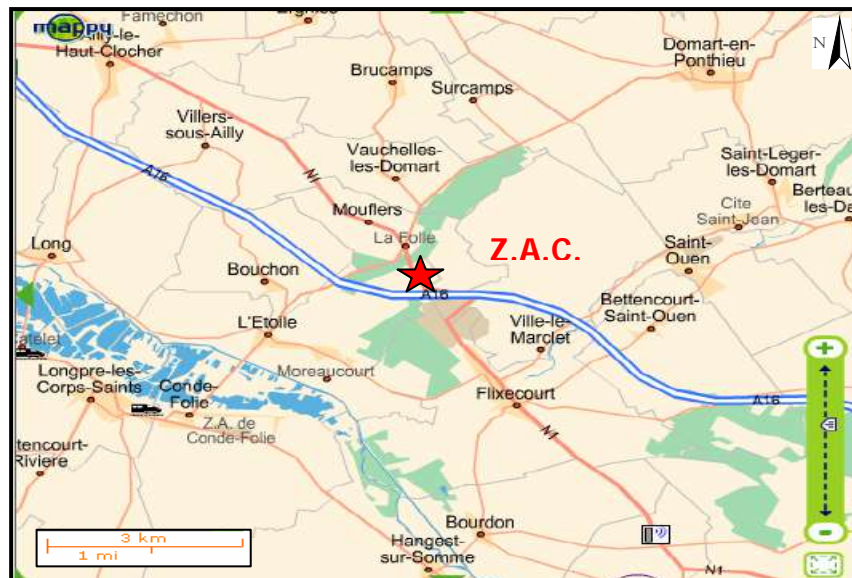 Famechon
mappy
Ailly-le-
Haut-Clocher
N
Domart-en-
Ponthieu
Brucamps
Surcamps
Villers-
sous-Ailly
Vauchelles-
les-Domart
Saint-Leger-
les-Domart
A16
N1
Berteau
les-Da
Cite
Saint-Jean
Mouflers
La Folle
Z.A.C.
Long
Saint-
Ouen
Bouchon
A16
Bettencourt-
Saint-Ouen
L'Etoile
Ville-le-
Marclet
atelet
Moreaucourt
Longpre-les-
Corps-Saints
Conde-
Folie
Flixecourt
A16
Z.A. de
Conde-Folie
N1
tencourt-
Riviere
Bourdon
3 km
1 mi
Hangest-
sur-Somme
N1